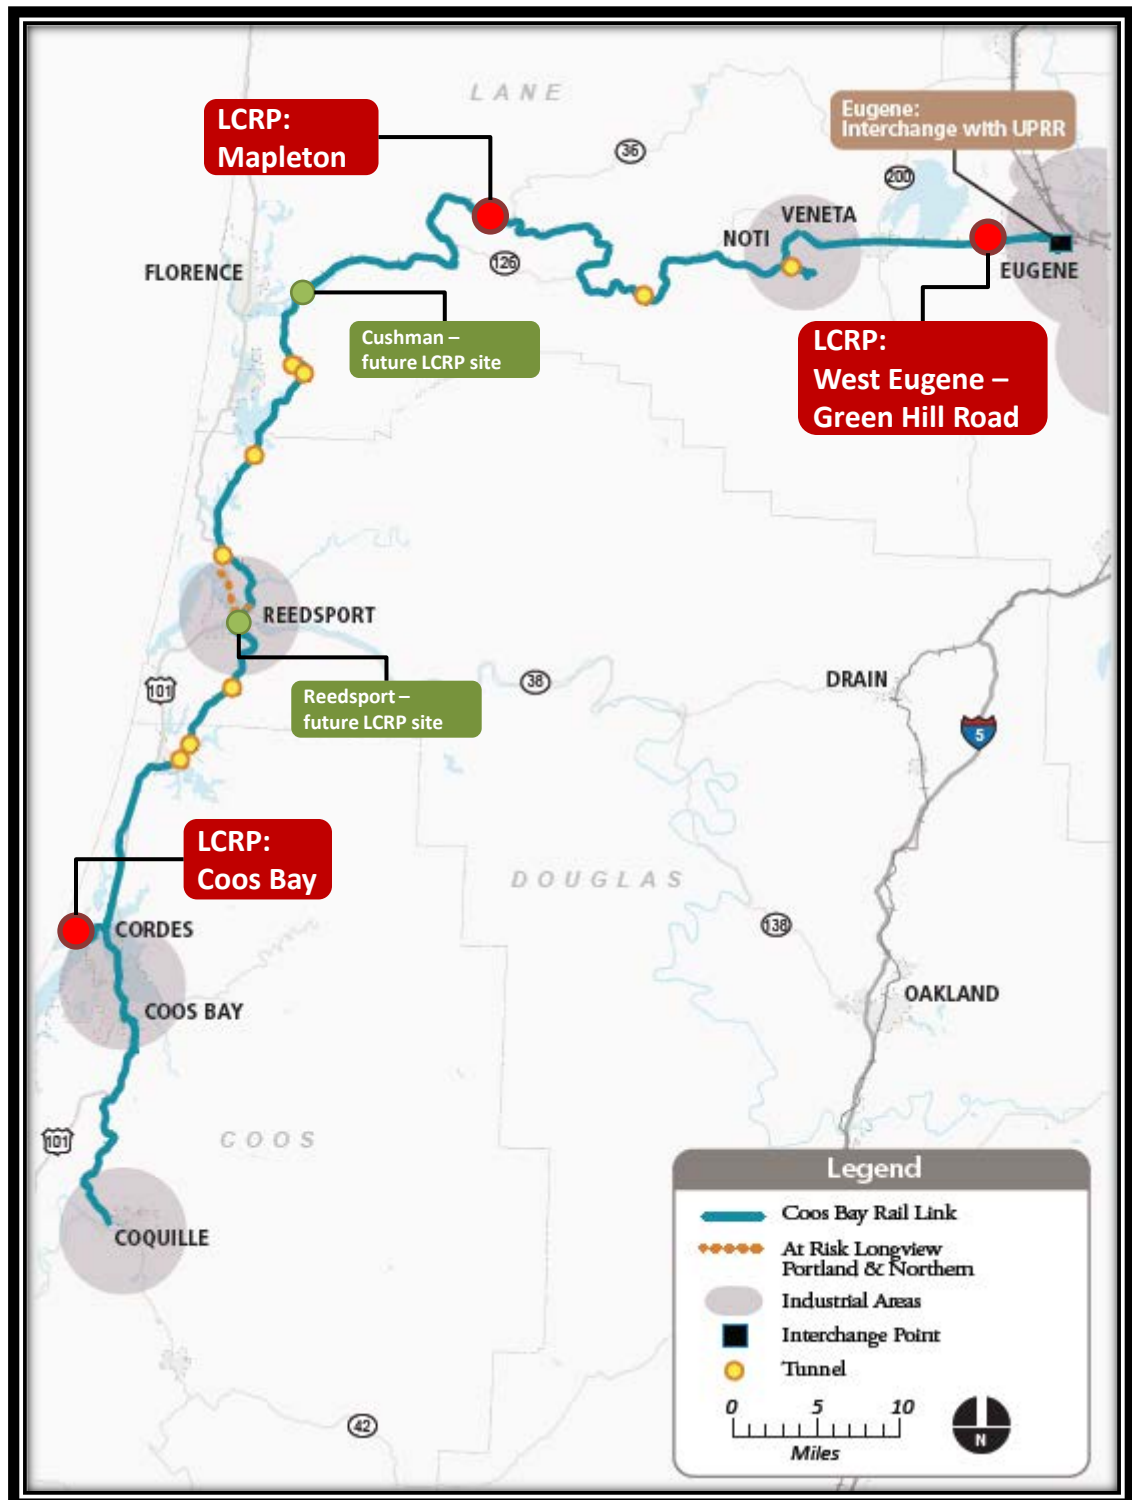 LANE
LCRP:
Mapleton
Eugene:
Interchange with UPRR
36
200
VENETA
NOTI
126
FLORENCE
EUGENE
Cushman –
future LCRP site
LCRP:
West Eugene –
Green Hill Road
REEDSPORT
101
38
DRAIN
Reedsport –
future LCRP site
5
LCRP:
Coos Bay
DOUGLAS
CORDES
138
OAKLAND
COOS BAY
101
COOS
COQUILLE
42
Legend
Coos Bay Rail Link
At Risk Longview
Portland & Northern
Industrial Areas
Interchange Point
Tunnel
0 5 10
Miles
N